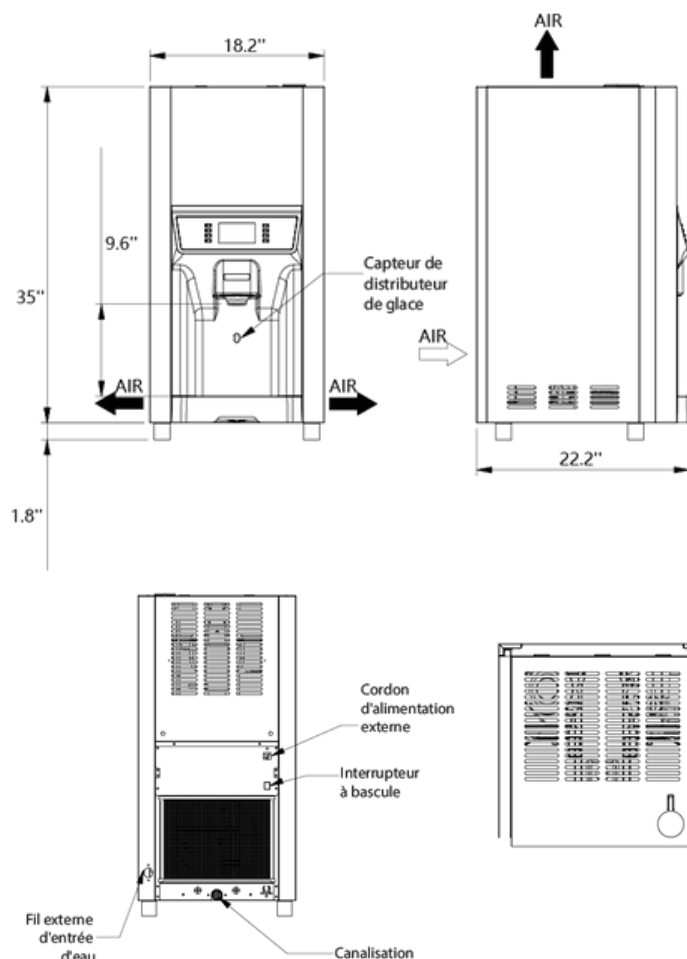 AIR
18.2"
9.6"
Capteur de
distributeur
de glace
35"
AIR
AIR
AIR
22.2"
1.8"
Cordon
d'alimentation
externe
Interrupteur
à bascule
Fil externe
d'entrée
d'eau
Canalisation